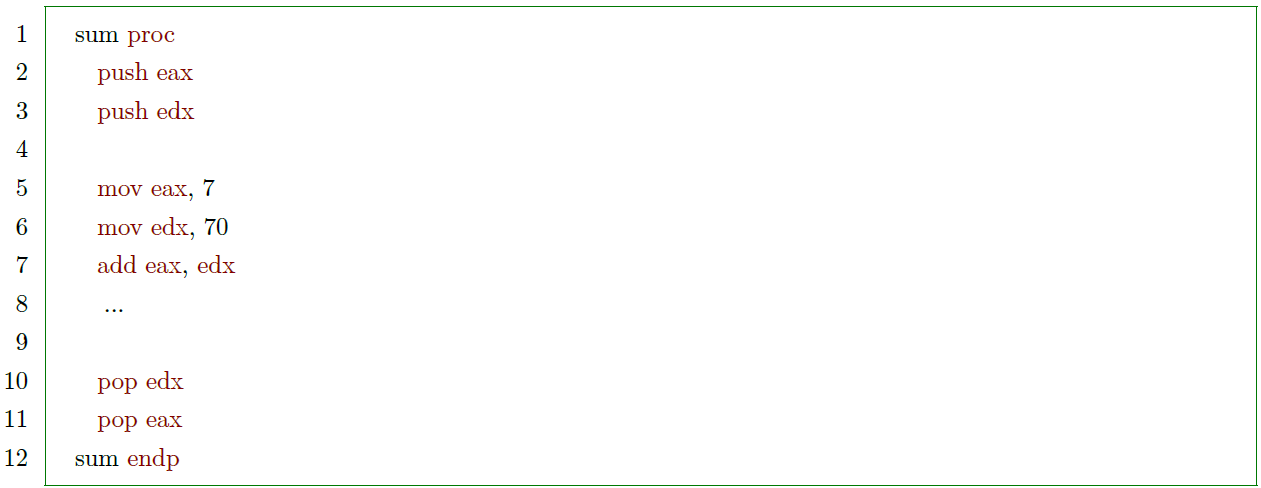 1 sum proc
2 push eax
3 push edx
4
5 mov eax, 7
6 mov edx, 70
7 add eax, edx
8 ...
9
10 pop edx
11 pop eax
12 sum endp